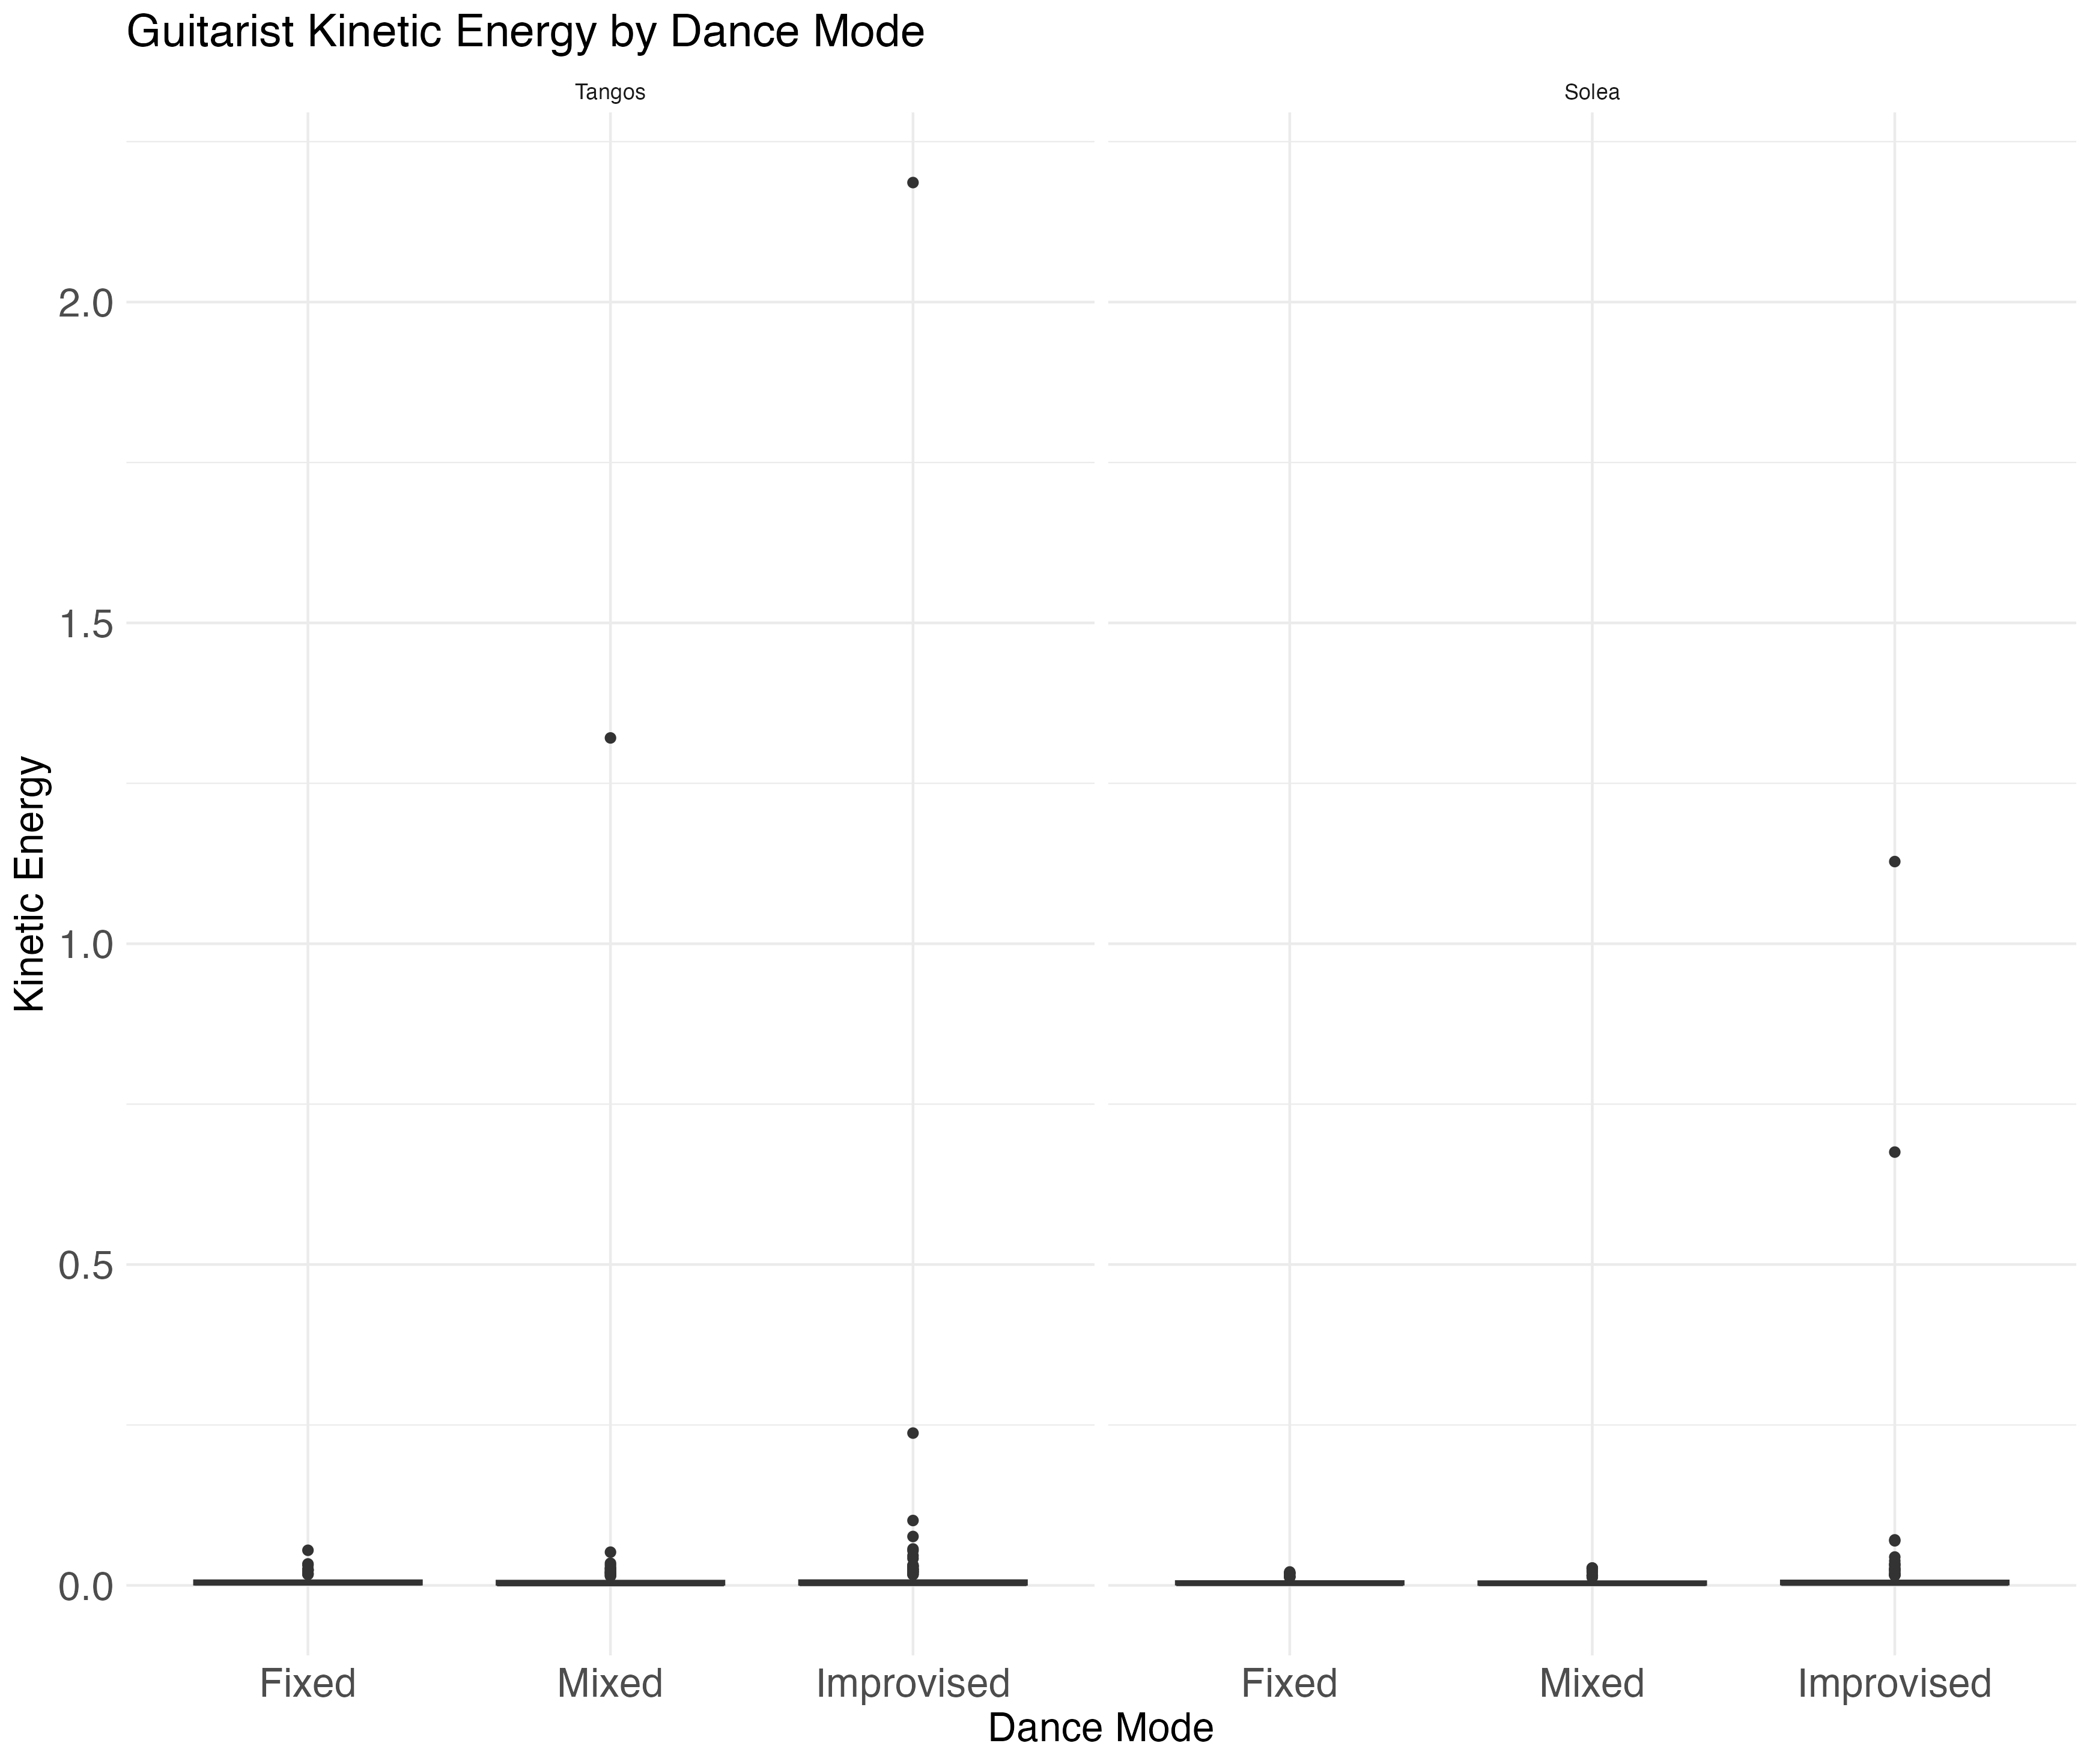 Guitarist Kinetic Energy by Dance Mode
Tangos
Solea
Kinetic Energy
2.0
1.5
1.0
0.5
0.0
Fixed Mixed Improvised Fixed Mixed Improvised
Dance Mode